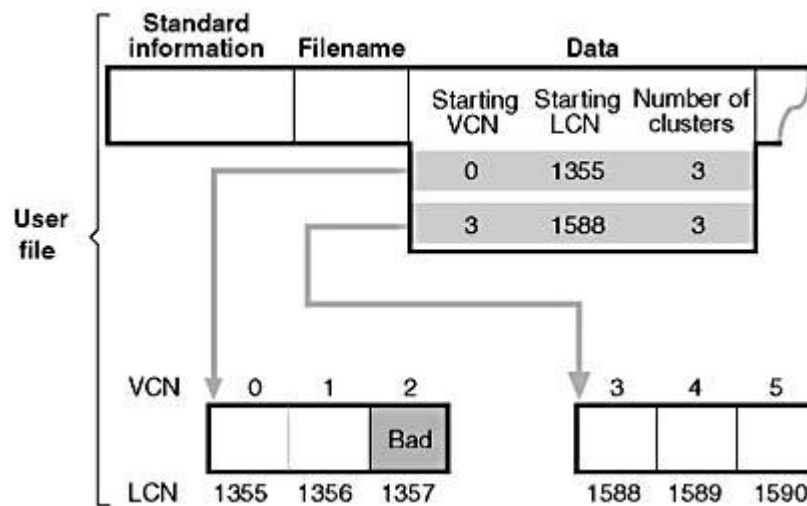 Standard information
Filename
Data
Starting VCN
Starting LCN
Number of clusters
0 1355 3
3 1588 3
User file
VCN 0 1 2 3 4 5
Bad
LCN 1355 1356 1357 1588 1589 1590